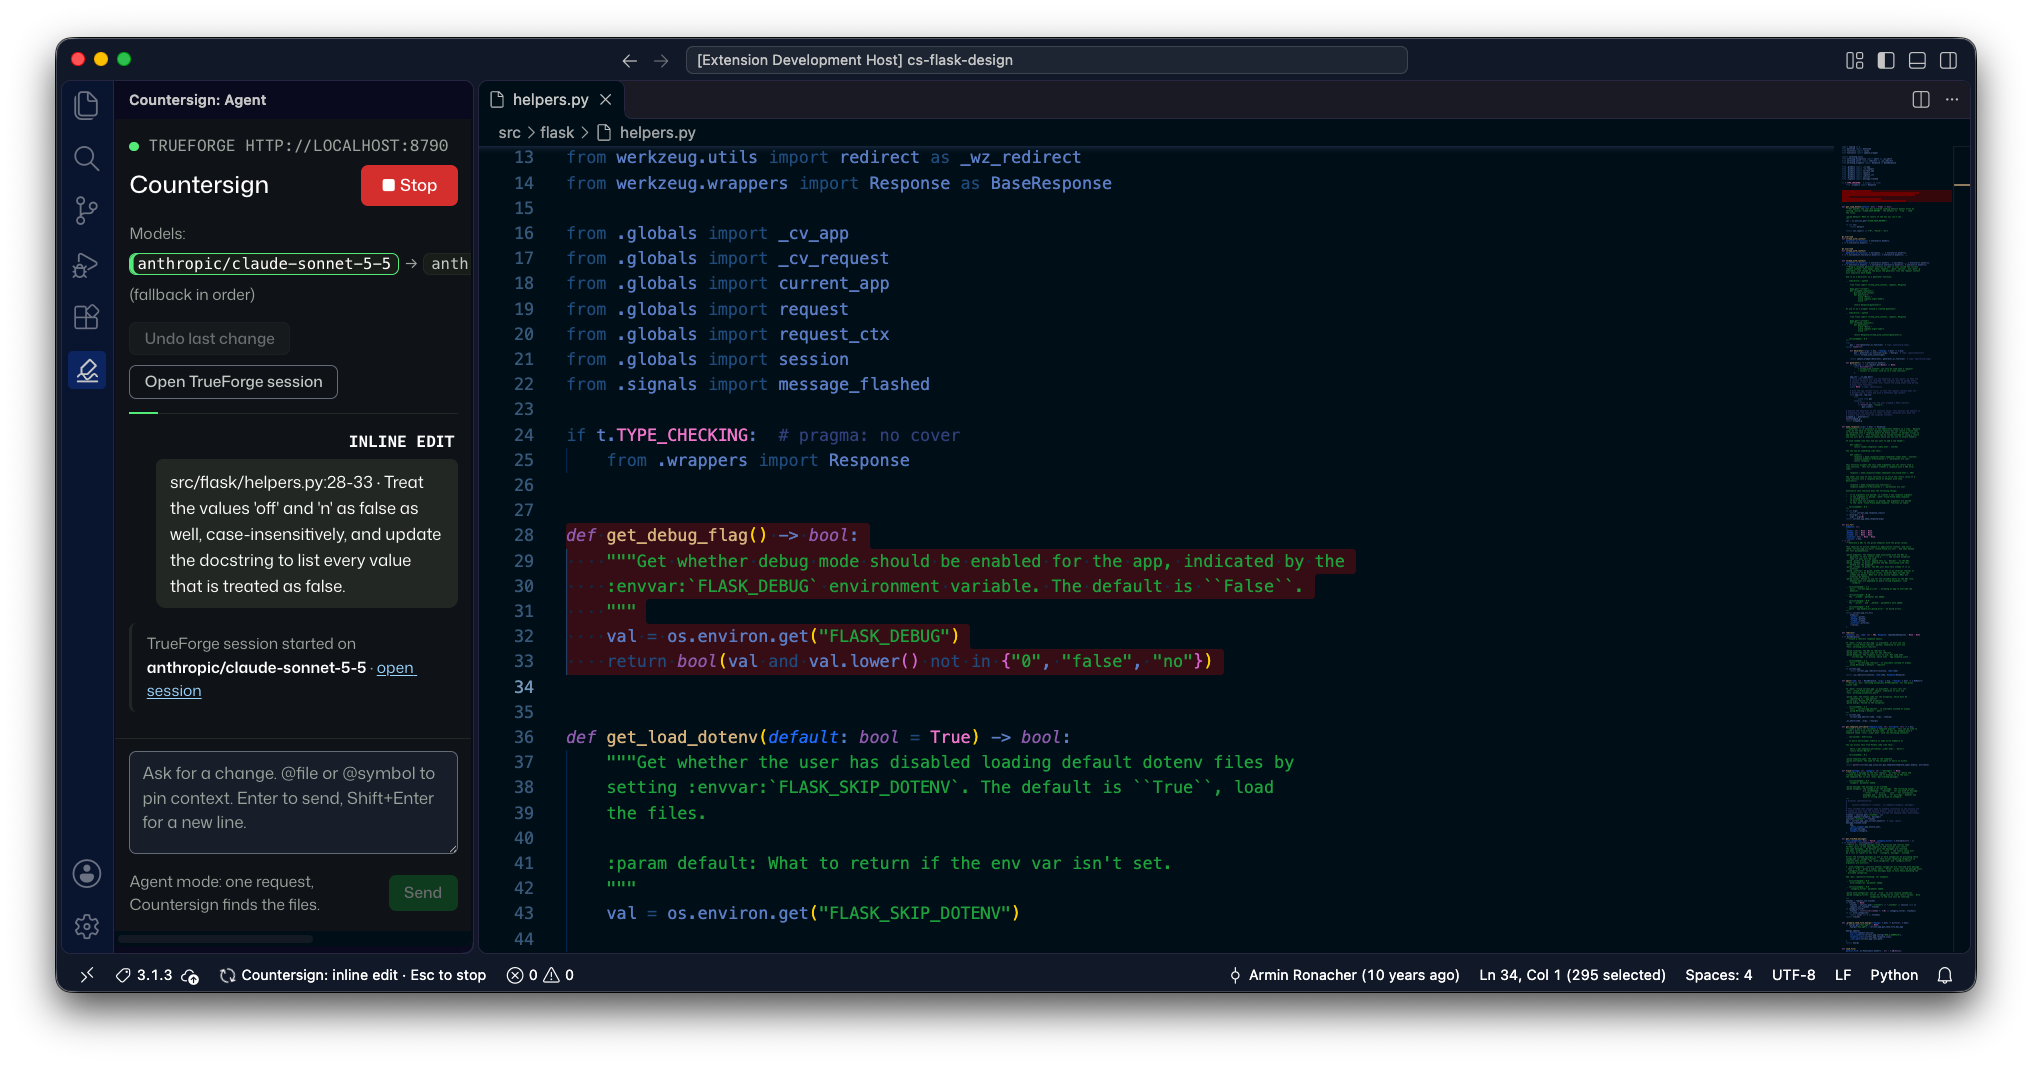 [Extension Development Host] cs-flask-design
Countersign: Agent
TRUEFORGE HTTP://LOCALHOST:8790
Countersign
Stop
Models:
anthropic/claude-sonnet-5-5 → anth
(fallback in order)
Undo last change
Open TrueForge session
INLINE EDIT
src/flask/helpers.py:28-33 · Treat
the values 'off' and 'n' as false as
well, case-insensitively, and update
the docstring to list every value
that is treated as false.
TrueForge session started on
anthropic/claude-sonnet-5-5 · open
session
Ask for a change. @file or @symbol to
pin context. Enter to send, Shift+Enter
for a new line.
Agent mode: one request,
Countersign finds the files.
Send
helpers.py
src > flask > helpers.py
13 from werkzeug.utils import redirect as _wz_redirect
14 from werkzeug.wrappers import Response as BaseResponse
15
16 from .globals import _cv_app
17 from .globals import _cv_request
18 from .globals import current_app
19 from .globals import request
20 from .globals import request_ctx
21 from .globals import session
22 from .signals import message_flashed
23
24 if t.TYPE_CHECKING:  # pragma: no cover
25     from .wrappers import Response
26
27
28 def get_debug_flag() -> bool:
29     """Get whether debug mode should be enabled for the app, indicated by the
30     :envvar:`FLASK_DEBUG` environment variable. The default is ``False``.
31     """
32     val = os.environ.get("FLASK_DEBUG")
33     return bool(val and val.lower() not in {"0", "false", "no"})
34
35
36 def get_load_dotenv(default: bool = True) -> bool:
37     """Get whether the user has disabled loading default dotenv files by
38     setting :envvar:`FLASK_SKIP_DOTENV`. The default is ``True``, load
39     the files.
40
41     :param default: What to return if the env var isn't set.
42     """
43     val = os.environ.get("FLASK_SKIP_DOTENV")
44
3.1.3 Countersign: inline edit · Esc to stop 0 0 Armin Ronacher (10 years ago) Ln 34, Col 1 (295 selected) Spaces: 4 UTF-8 LF Python